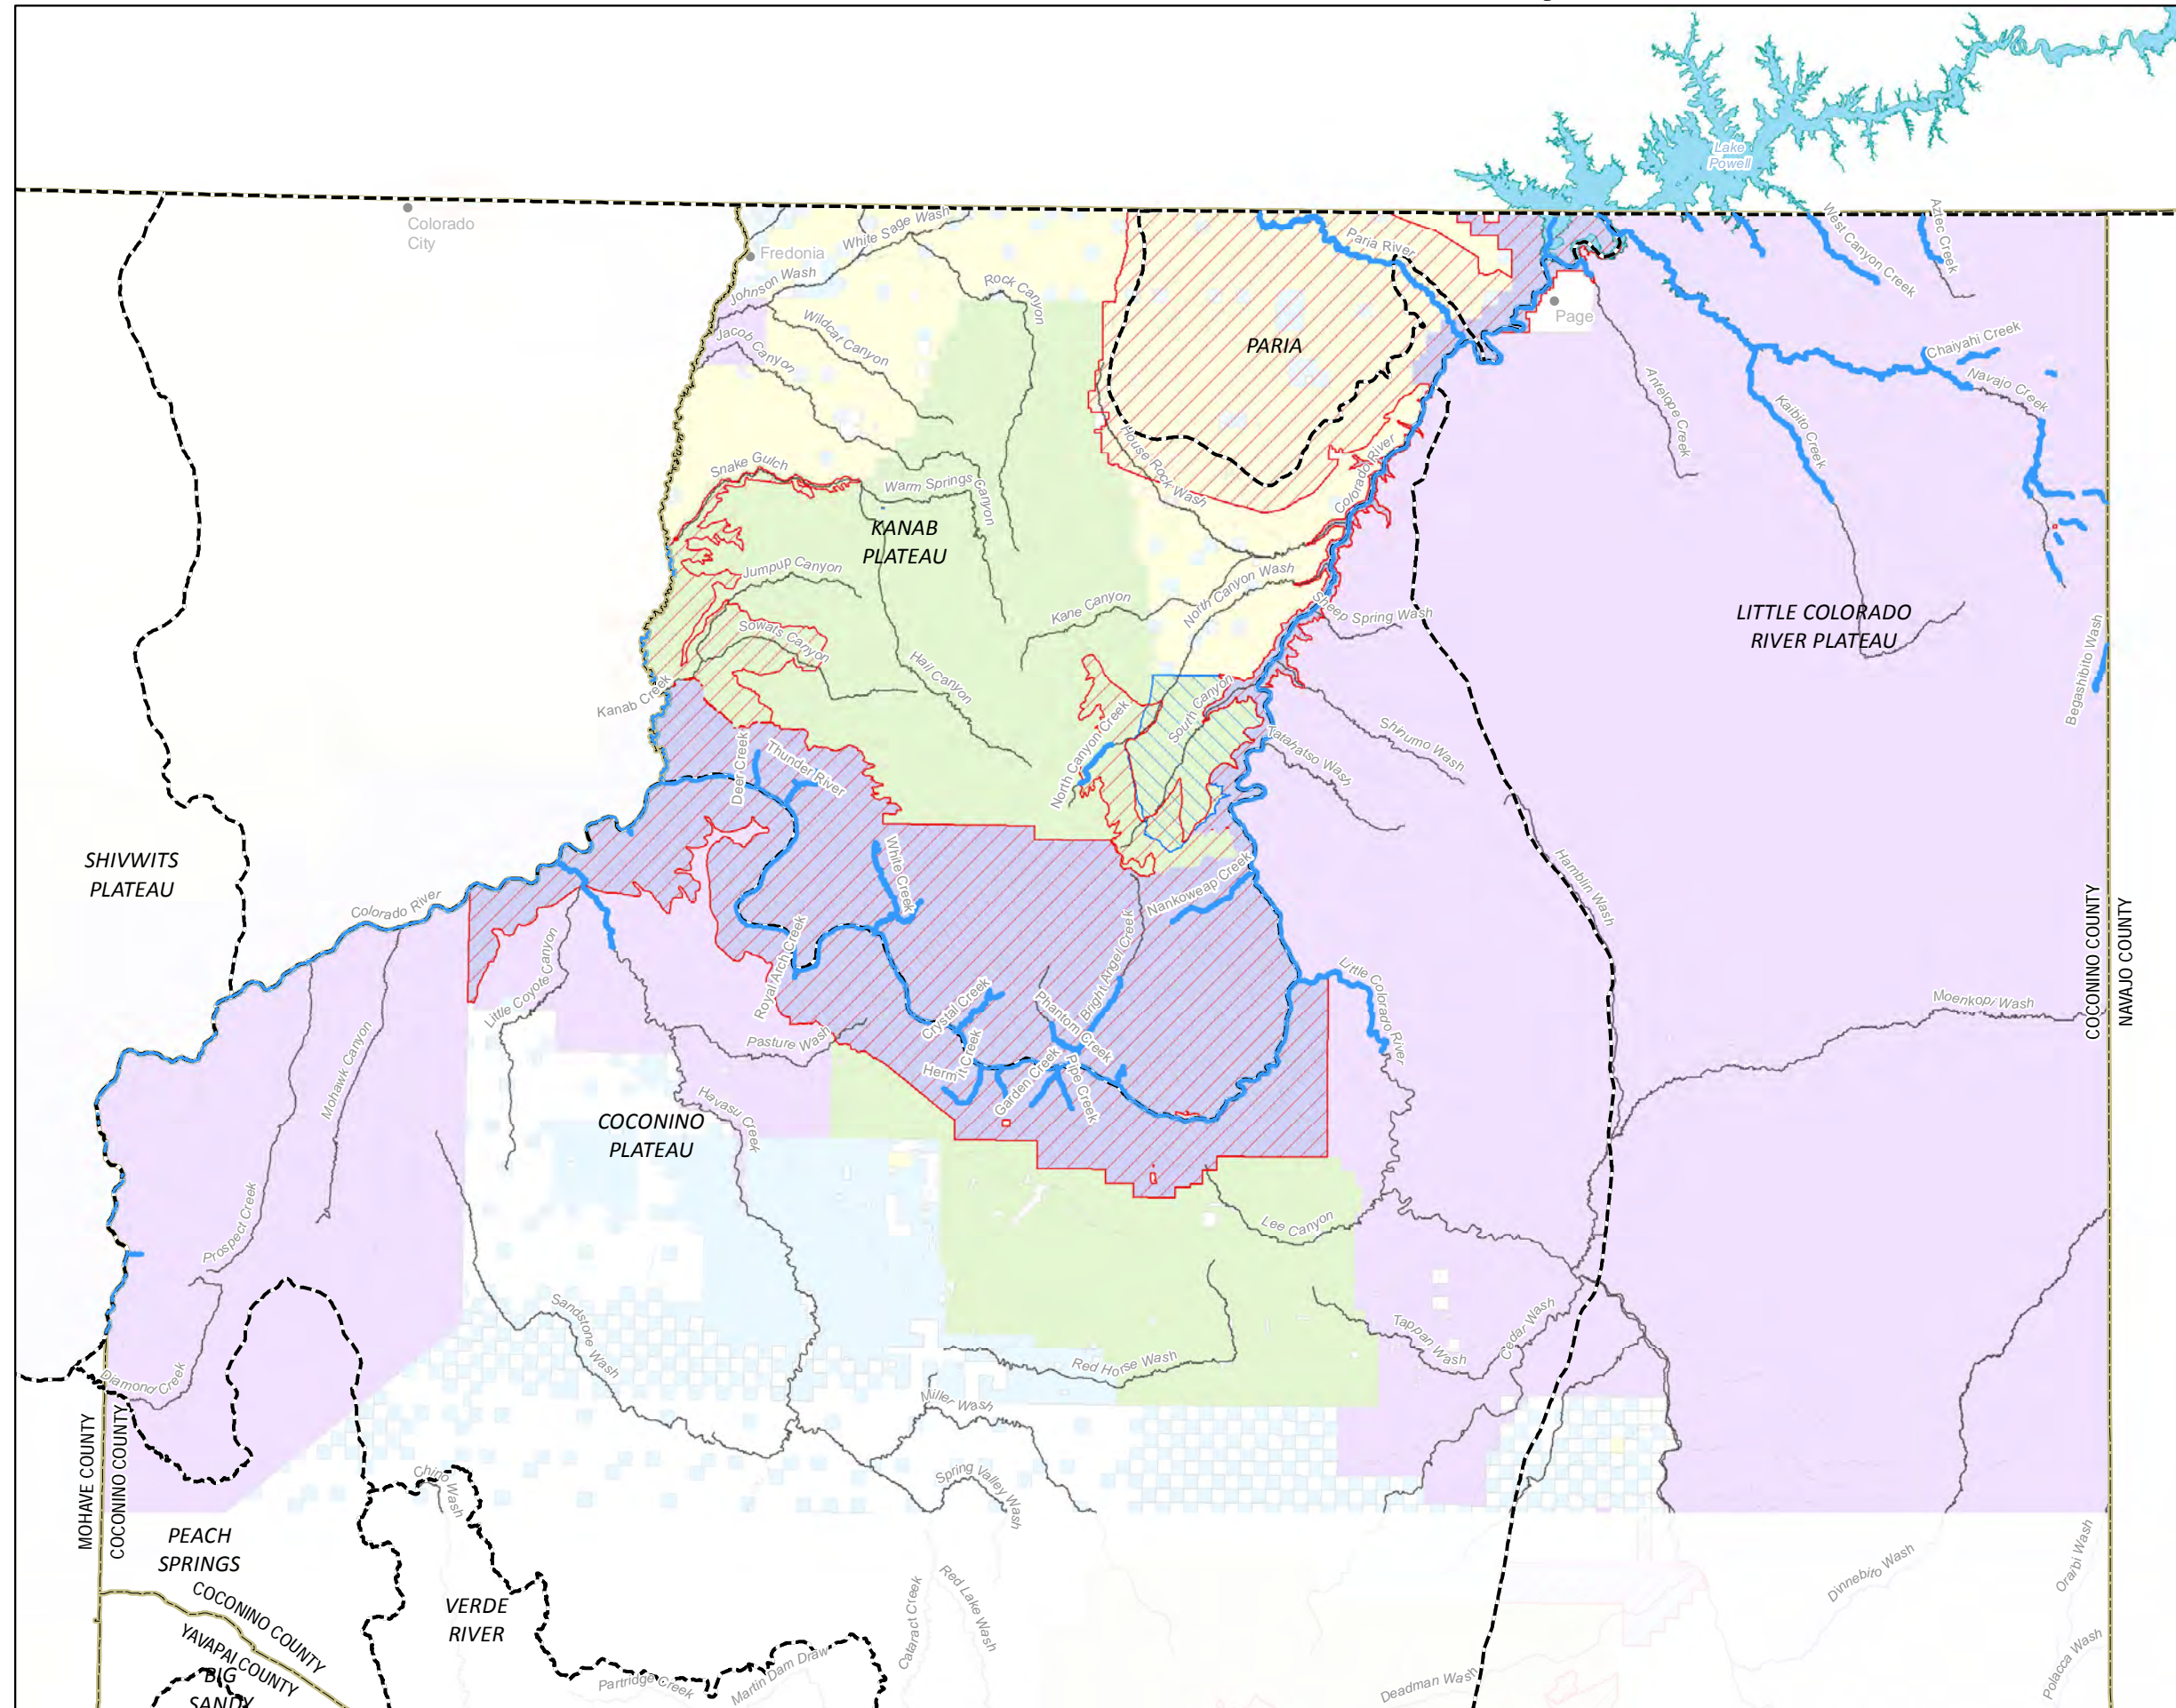 Lake
Powell
Colorado
City
Fredonia
White Sage Wash
Johnson Wash
Rock Canyon
Paria River
West Canyon Creek
Aztec Creek
Page
Jacob Canyon
Wildcat Canyon
PARIA
Chaiyahi Creek
Navajo Creek
Antelope Creek
Kaibito Creek
House Rock Wash
Colorado River
Snake Gulch
Warm Springs Canyon
KANAB
PLATEAU
Jumpup Canyon
Kane Canyon
North Canyon Wash
Sheep Spring Wash
LITTLE COLORADO
RIVER PLATEAU
Sowats Canyon
Hail Canyon
Kanab Creek
Begashibito Wash
North Canyon Creek
South Canyon
Shinumo Wash
Tatahatso Wash
Deer Creek
Thunder River
SHIVWITS
PLATEAU
Colorado River
White Creek
Nankoweap Creek
Hamblin Wash
COCONINO COUNTY
NAVAJO COUNTY
Little Coyote Canyon
Royal Arch Creek
Bright Angel Creek
Little Colorado River
Moenkopi Wash
Mohawk Canyon
Pasture Wash
Crystal Creek
Phantom Creek
Hermit Creek
Garden Creek
Pipe Creek
Havasu Creek
COCONINO
PLATEAU
Prospect Creek
Lee Canyon
Sandstone Wash
Red Horse Wash
Tappan Wash
Cedar Wash
Diamond Creek
Miller Wash
MOHAVE COUNTY
COCONINO COUNTY
Chino Wash
Spring Valley Wash
PEACH
SPRINGS
COCONINO COUNTY
YAVAPAI COUNTY
BIG
SANDY
VERDE
RIVER
Cataract Creek
Red Lake Wash
Partridge Creek
Martin Dam Draw
Deadman Wash
Dinnebito Wash
Oraibi Wash
Polacca Wash